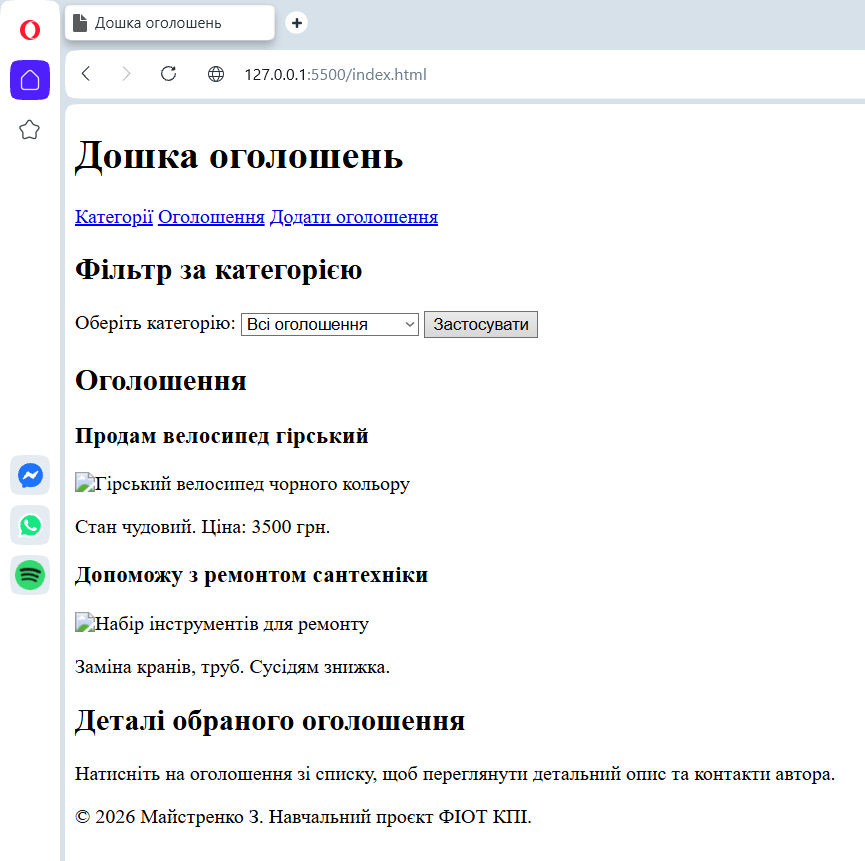 Дошка оголошень
127.0.0.1:5500/index.html
Дошка оголошень
Категорії Оголошення Додати оголошення
Фільтр за категорією
Оберіть категорію: Всі оголошення Застосувати
Оголошення
Продам велосипед гірський
Гірський велосипед чорного кольору
Стан чудовий. Ціна: 3500 грн.
Допоможу з ремонтом сантехніки
Набір інструментів для ремонту
Заміна кранів, труб. Сусідям знижка.
Деталі обраного оголошення
Натисніть на оголошення зі списку, щоб переглянути детальний опис та контакти автора.
© 2026 Майстренко З. Навчальний проєкт ФІОТ КПІ.